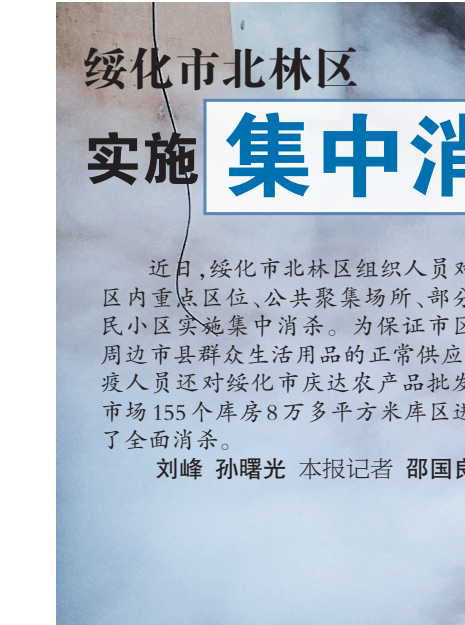 绥化市北林区
实施
集中消
近日,绥化市北林区组织人员对
区内重点区位、公共聚集场所、部分
民小区实施集中消杀。为保证市区
周边市县群众生活用品的正常供应,
疫人员还对绥化市庆达农产品批发
市场155个库房8万多平方米库区进
了全面消杀。
刘峰 孙曙光 本报记者 邵国良